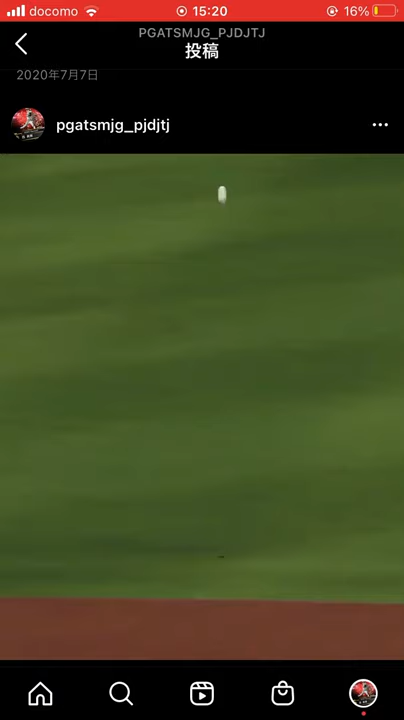 docomo 15:20 16%
PGATSMJG_PJDJTJ
投稿
2020年7月7日
pgatsmjg_pjdjtj